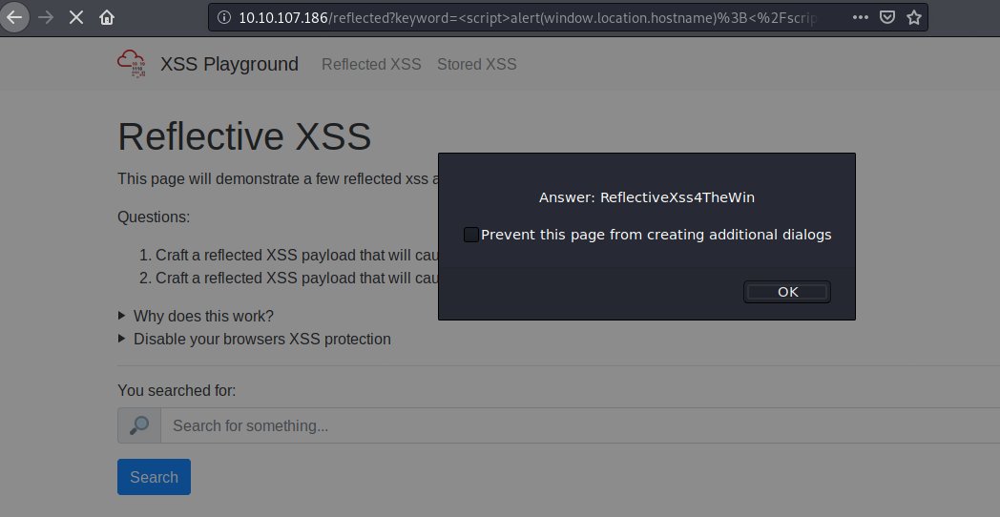 10.10.107.186/reflected?keyword=<script>alert(window.location.hostname)%3B<%2Fscrip
XSS Playground Reflected XSS Stored XSS
Reflective XSS
This page will demonstrate a few reflected xss a
Answer: ReflectiveXss4TheWin
Questions:
Prevent this page from creating additional dialogs
1. Craft a reflected XSS payload that will cau
2. Craft a reflected XSS payload that will cau
OK
Why does this work?
Disable your browsers XSS protection
You searched for:
Search for something...
Search